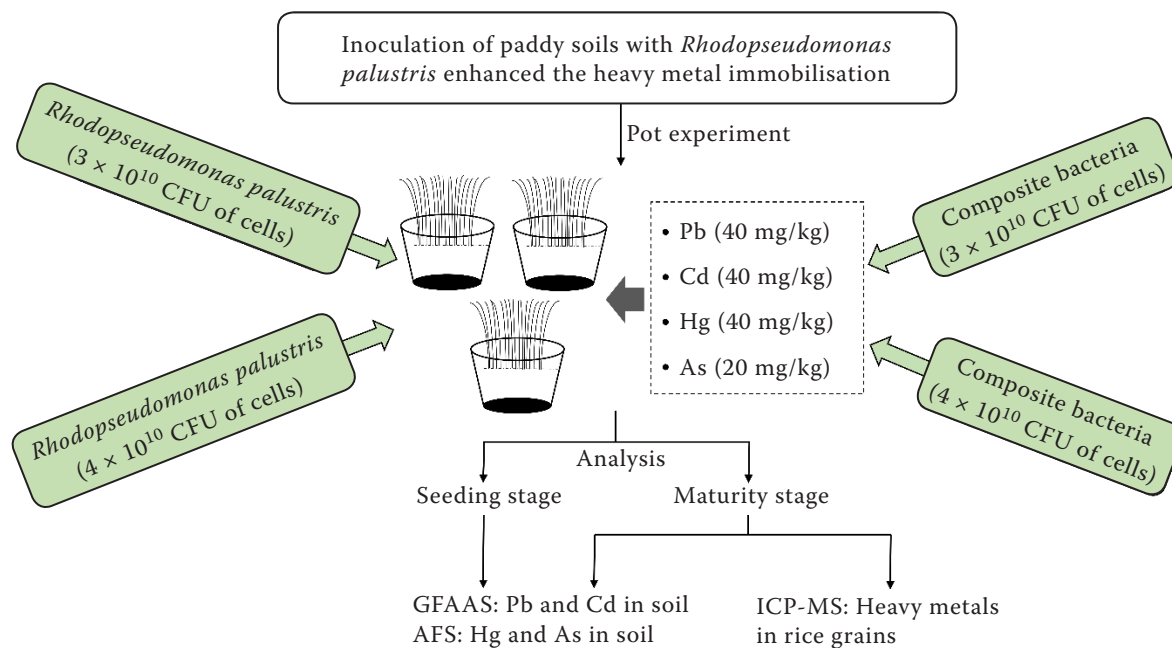 Inoculation of paddy soils with Rhodopseudomonas
palustris enhanced the heavy metal immobilisation
Pot experiment
Rhodopseudomonas palustris
(3 × 10¹⁰ CFU of cells)
Composite bacteria
(3 × 10¹⁰ CFU of cells)
• Pb (40 mg/kg)
• Cd (40 mg/kg)
• Hg (40 mg/kg)
• As (20 mg/kg)
Rhodopseudomonas palustris
(4 × 10¹⁰ CFU of cells)
Composite bacteria
(4 × 10¹⁰ CFU of cells)
Analysis
Seeding stage
Maturity stage
GFAAS: Pb and Cd in soil
AFS: Hg and As in soil
ICP-MS: Heavy metals
in rice grains